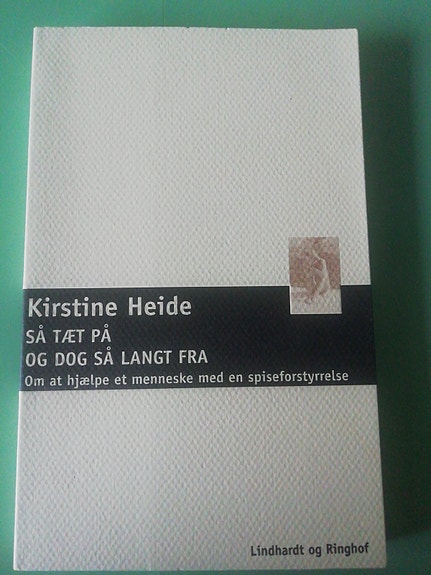 Kirstine Heide
SÅ TÆT PÅ
OG DOG SÅ LANGT FRA
Om at hjælpe et menneske med en spiseforstyrrelse
Lindhardt og Ringhof